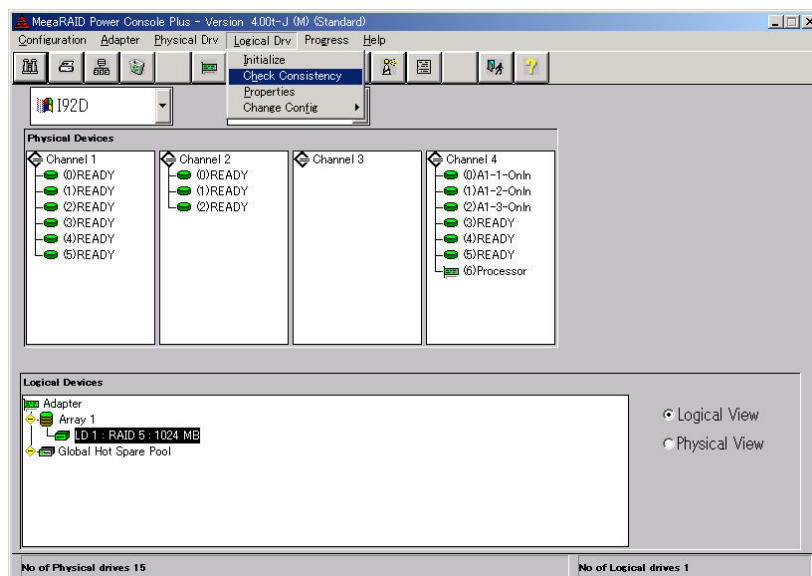 MegaRAID Power Console Plus - Version 4.00t-J (M) (Standard)
Configuration Adapter Physical Drv Logical Drv Progress Help
Initialize
Check Consistency
Properties
Change Config
I92D
Physical Devices
Channel 1
(0)READY
(1)READY
(2)READY
(3)READY
(4)READY
(5)READY
Channel 2
(0)READY
(1)READY
(2)READY
Channel 3
Channel 4
(0)A1-1-Onln
(1)A1-2-Onln
(2)A1-3-Onln
(3)READY
(4)READY
(5)READY
(6)Processor
Logical Devices
Adapter
Array 1
LD 1 : RAID 5 : 1024 MB
Global Hot Spare Pool
Logical View
Physical View
No of Physical drives 15
No of Logical drives 1